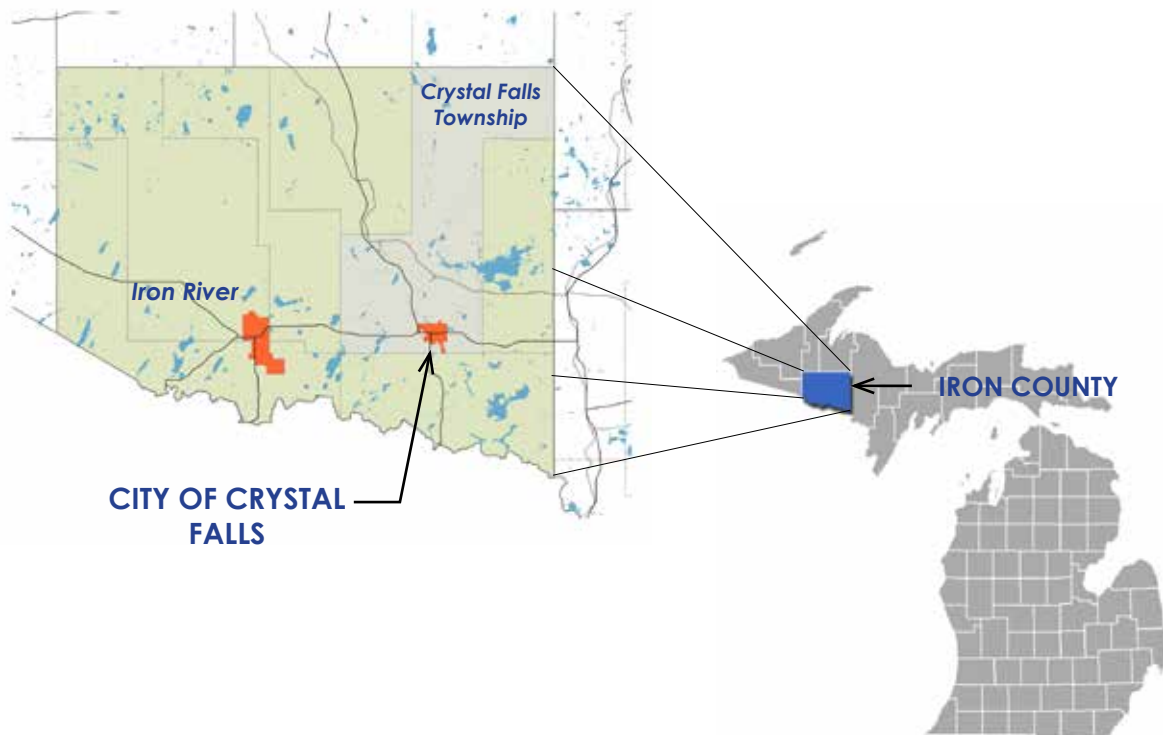 Crystal Falls
Township
Iron River
IRON COUNTY
CITY OF CRYSTAL
FALLS